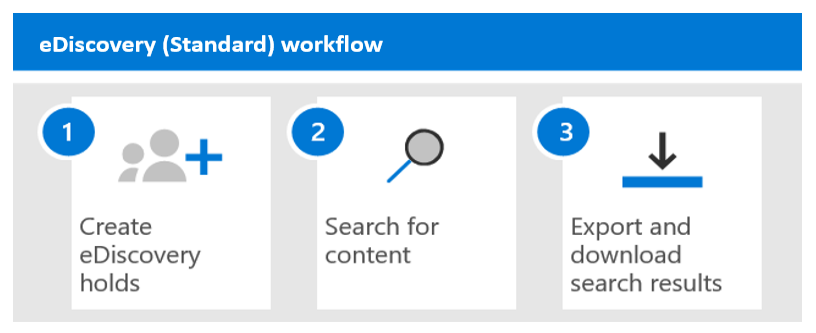 eDiscovery (Standard) workflow
1
Create
eDiscovery
holds
2
Search for
content
3
Export and
download
search results